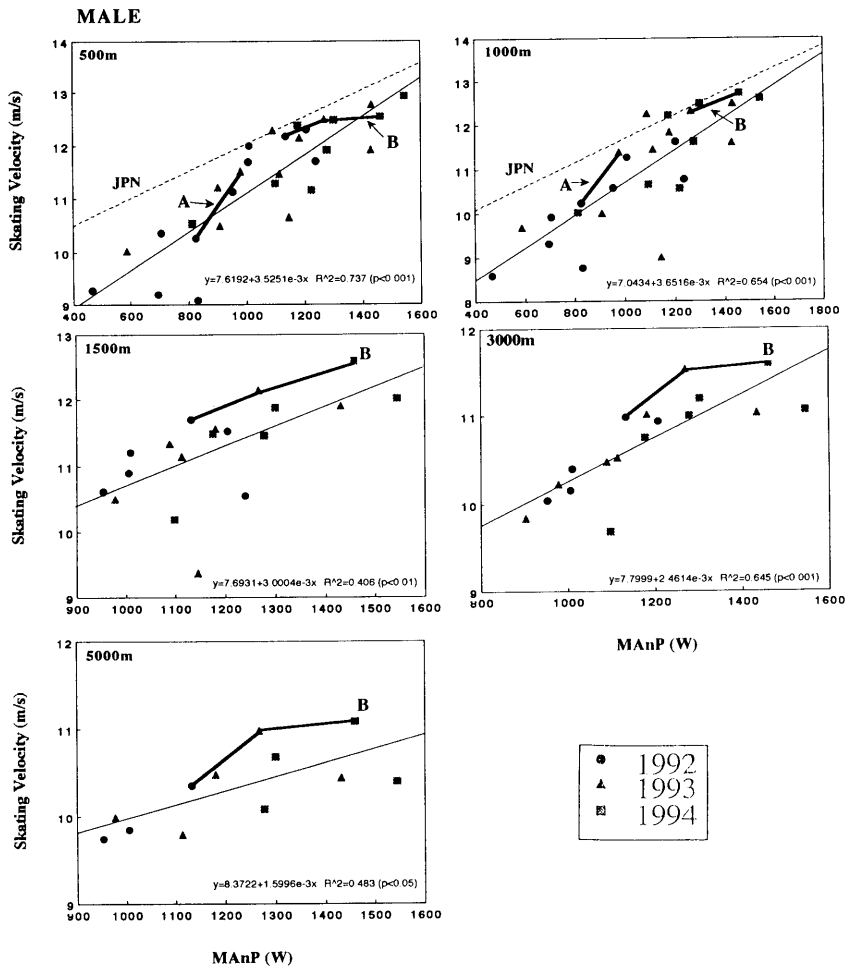 MALE
500m
14
13
12
11
10
9
400 600 800 1000 1200 1400 1600
Skating Velocity (m/s)
JPN
A
B
y=7.6192+3.5251e-3x R^2=0.737 (p<0 001)
1000m
14
13
12
11
10
9
8
400 600 800 1000 1200 1400 1600 1800
JPN
A
B
y=7.0434+3.6516e-3x R^2=0.654 (p<0 001)
1500m
13
12
11
10
9
900 1000 1100 1200 1300 1400 1500 1600
Skating Velocity (m/s)
B
y=7.6931+3 0004e-3x R^2=0 406 (p<0 01)
3000m
12
11
10
9
800 1000 1200 1400 1600
B
y=7.7999+2 4614e-3x R^2=0.645 (p<0 001)
MAnP (W)
5000m
12
11
10
9
900 1000 1100 1200 1300 1400 1500 1600
Skating Velocity (m/s)
B
y=8.3722+1.5996e-3x R^2=0.483 (p<0.05)
MAnP (W)
1992
1993
1994